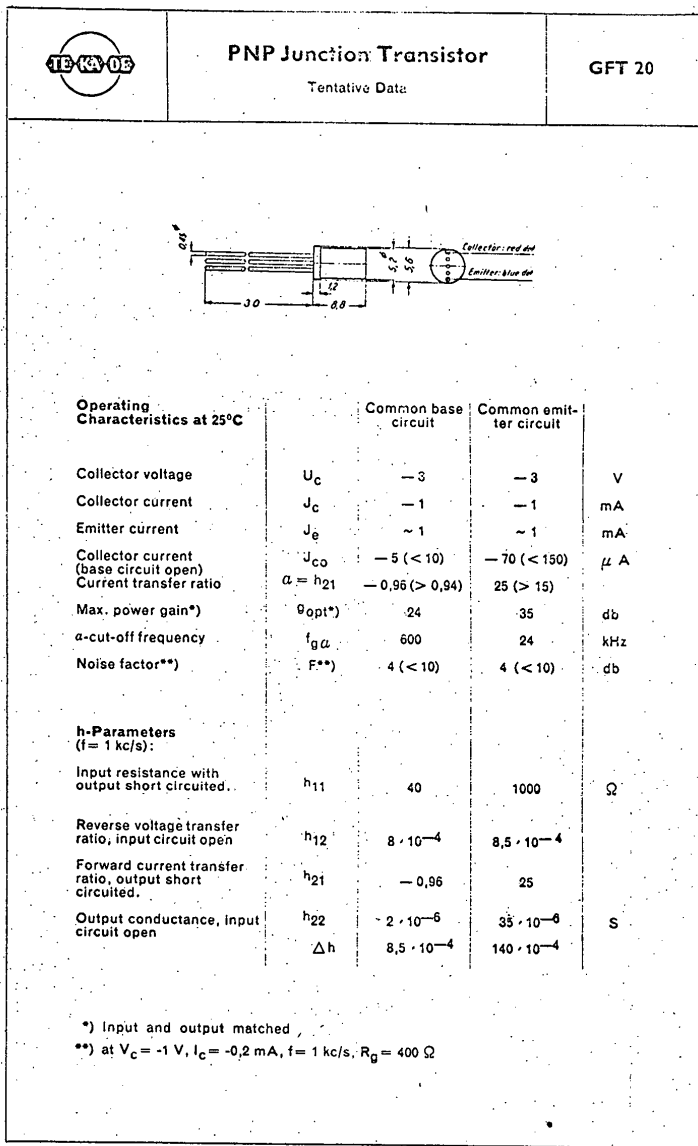 TE KA DE
PNP Junction Transistor
Tentative Data
GFT 20
0,45 ø
30
1,2
8,8
ø
5,2
5,6
Collector: red dot
Emitter: blue dot
Operating
Characteristics at 25°C
Common base
circuit
Common emit-
ter circuit
Collector voltage U_c — 3 — 3 V
Collector current J_c — 1 — 1 mA
Emitter current J_e ~ 1 ~ 1 mA
Collector current
(base circuit open) J_co — 5 (< 10) — 70 (< 150) μ A
Current transfer ratio α = h21 — 0,96 (> 0,94) 25 (> 15)
Max. power gain*) g_opt*) 24 35 db
α-cut-off frequency f_gα 600 24 kHz
Noise factor**) F**) 4 (< 10) 4 (< 10) db
h-Parameters
(f= 1 kc/s):
Input resistance with
output short circuited. h11 40 1000 Ω
Reverse voltage transfer
ratio, input circuit open h12 8 · 10—4 8,5 · 10—4
Forward current transfer
ratio, output short
circuited. h21 — 0,96 25
Output conductance, input
circuit open h22 2 · 10—6 35 · 10—6 S
Δh 8,5 · 10—4 140 · 10—4
*) Input and output matched
**) at V_c = -1 V, I_c = -0,2 mA, f= 1 kc/s, R_g = 400 Ω